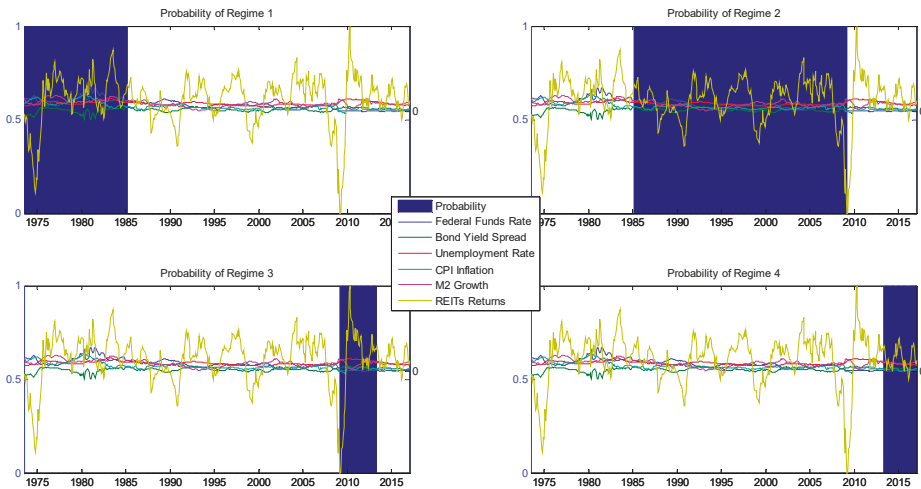 Probability of Regime 1
Probability of Regime 2
1
0.5
0
0
1975 1980 1985 1990 1995 2000 2005 2010 2015
1
0.5
0
0
1975 1980 1985 1990 1995 2000 2005 2010 2015
Probability
Federal Funds Rate
Bond Yield Spread
Unemployment Rate
CPI Inflation
M2 Growth
REITs Returns
Probability of Regime 3
Probability of Regime 4
1
0.5
0
0
1975 1980 1985 1990 1995 2000 2005 2010 2015
1
0.5
0
0
1975 1980 1985 1990 1995 2000 2005 2010 2015